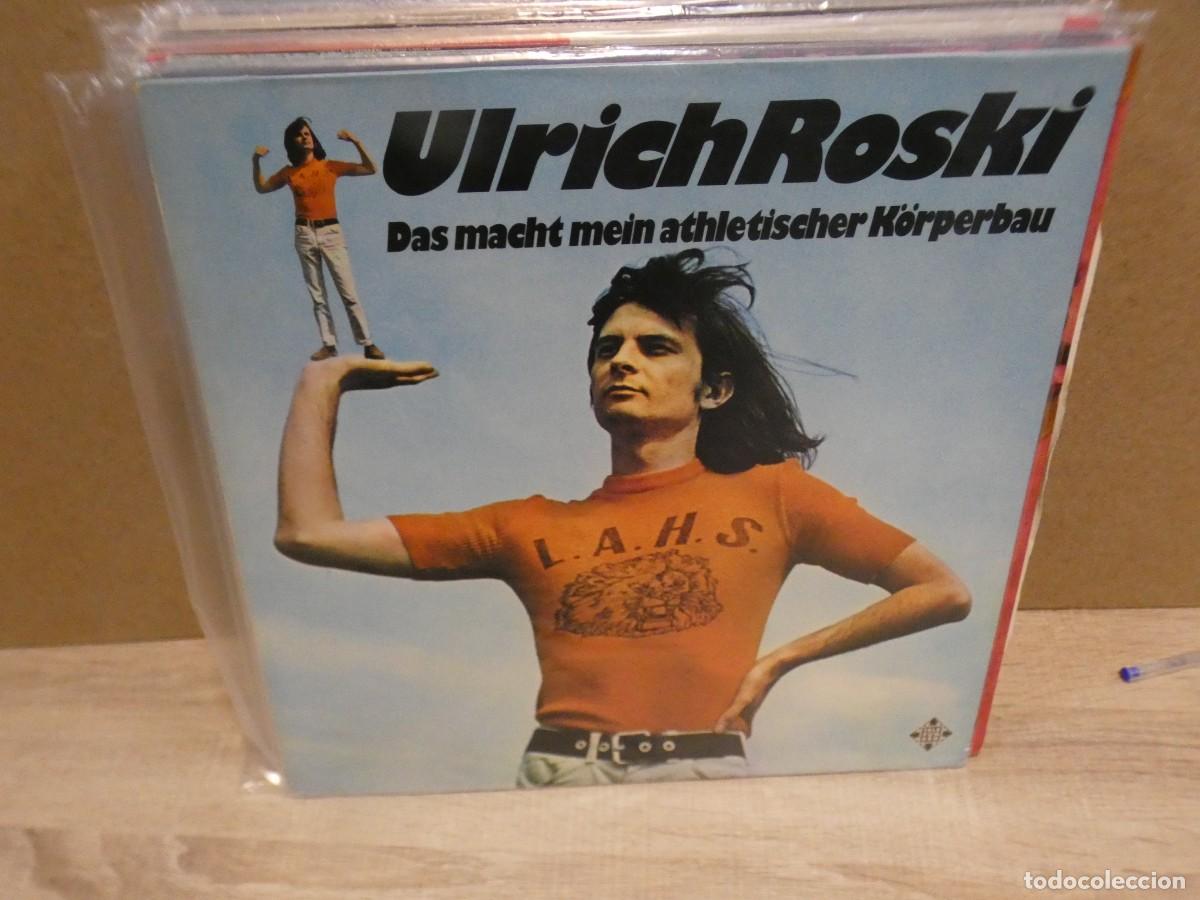 UlrichRoski
Das macht mein athletischer Körperbau
L.A.H.S.
todocoleccion